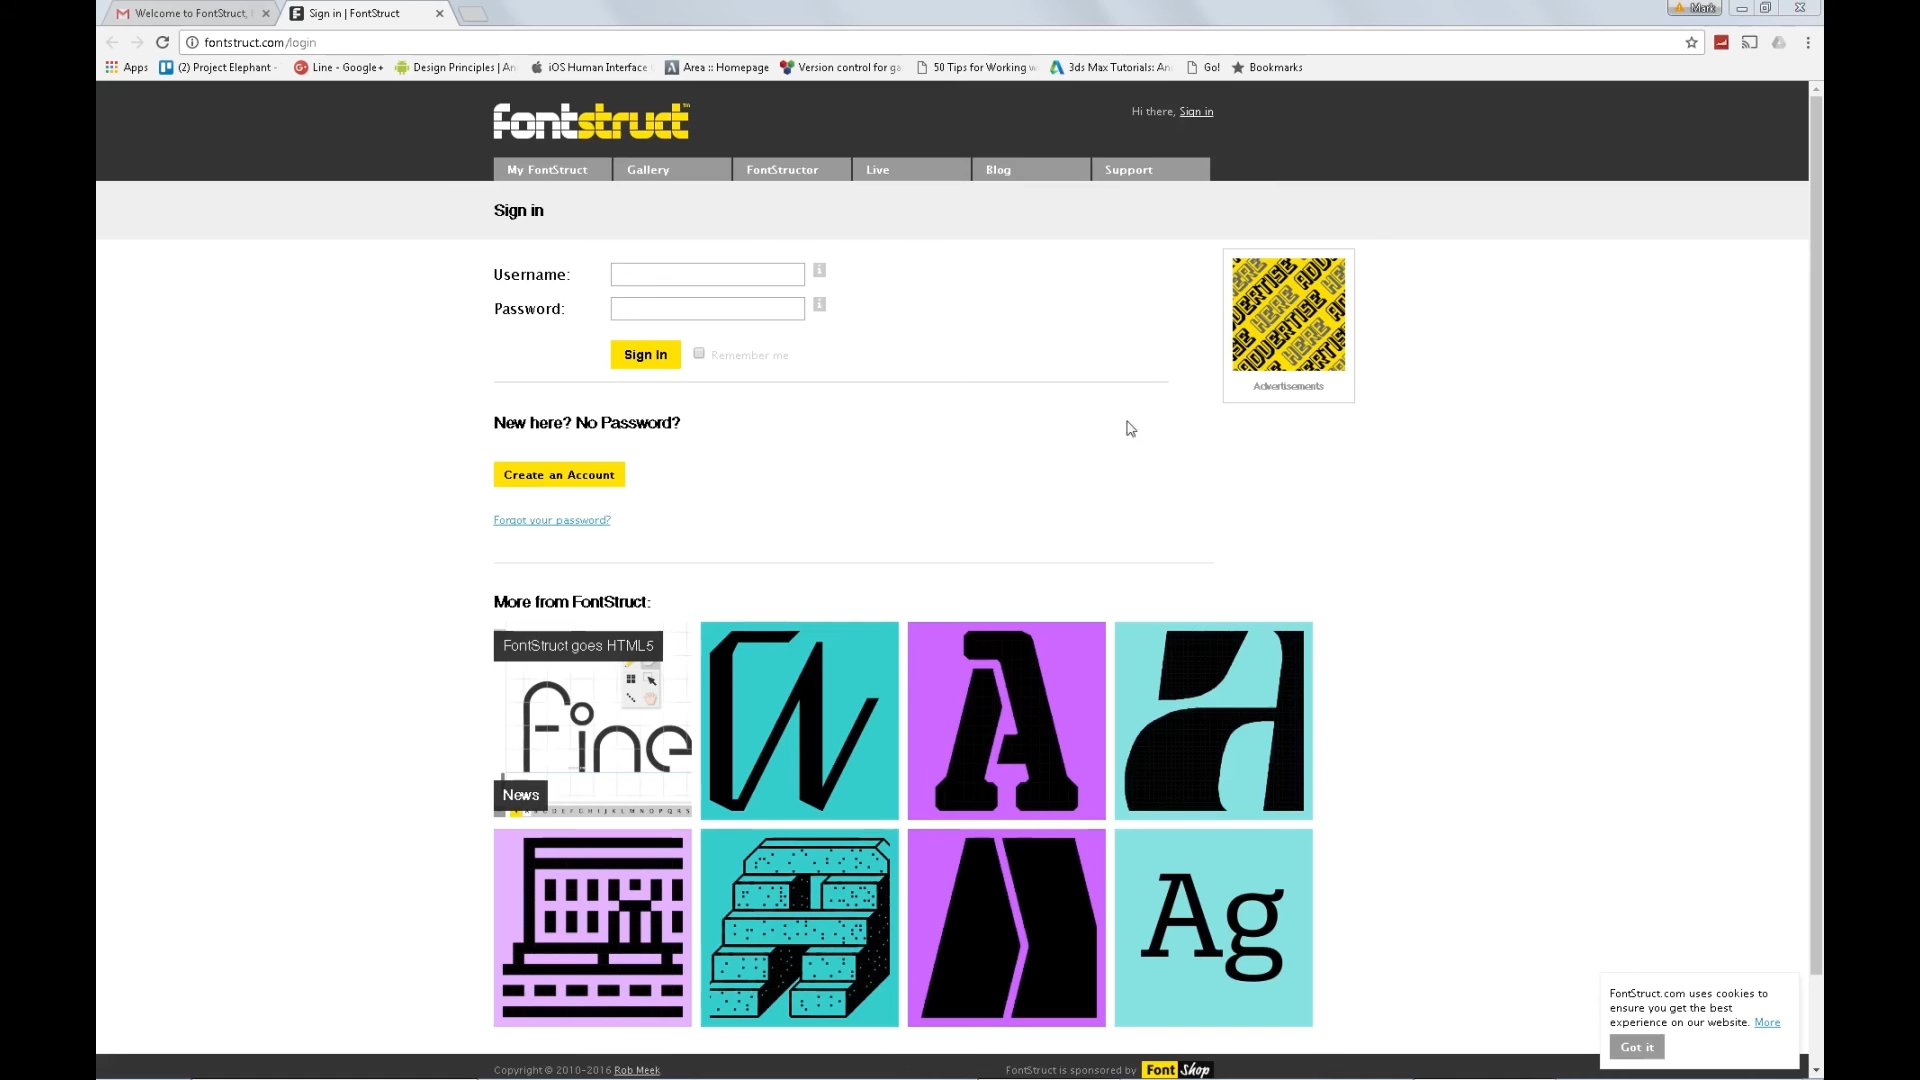 Welcome to FontStruct,
Sign in | FontStruct
Mark
fontstruct.com/login
Apps
(2) Project Elephant -
Line - Google+
Design Principles | An
iOS Human Interface
Area :: Homepage
Version control for ga
50 Tips for Working w
3ds Max Tutorials: An
Go!
Bookmarks
fontstruct™
Hi there, Sign in
My FontStruct
Gallery
FontStructor
Live
Blog
Support
Sign in
Username:
Password:
Sign In
Remember me
ADVERTISE HERE
Advertisements
New here? No Password?
Create an Account
Forgot your password?
More from FontStruct:
FontStruct goes HTML5
fine
News
A
a
Ag
FontStruct.com uses cookies to
ensure you get the best
experience on our website. More
Got it
Copyright © 2010-2016 Rob Meek
FontStruct is sponsored by FontShop